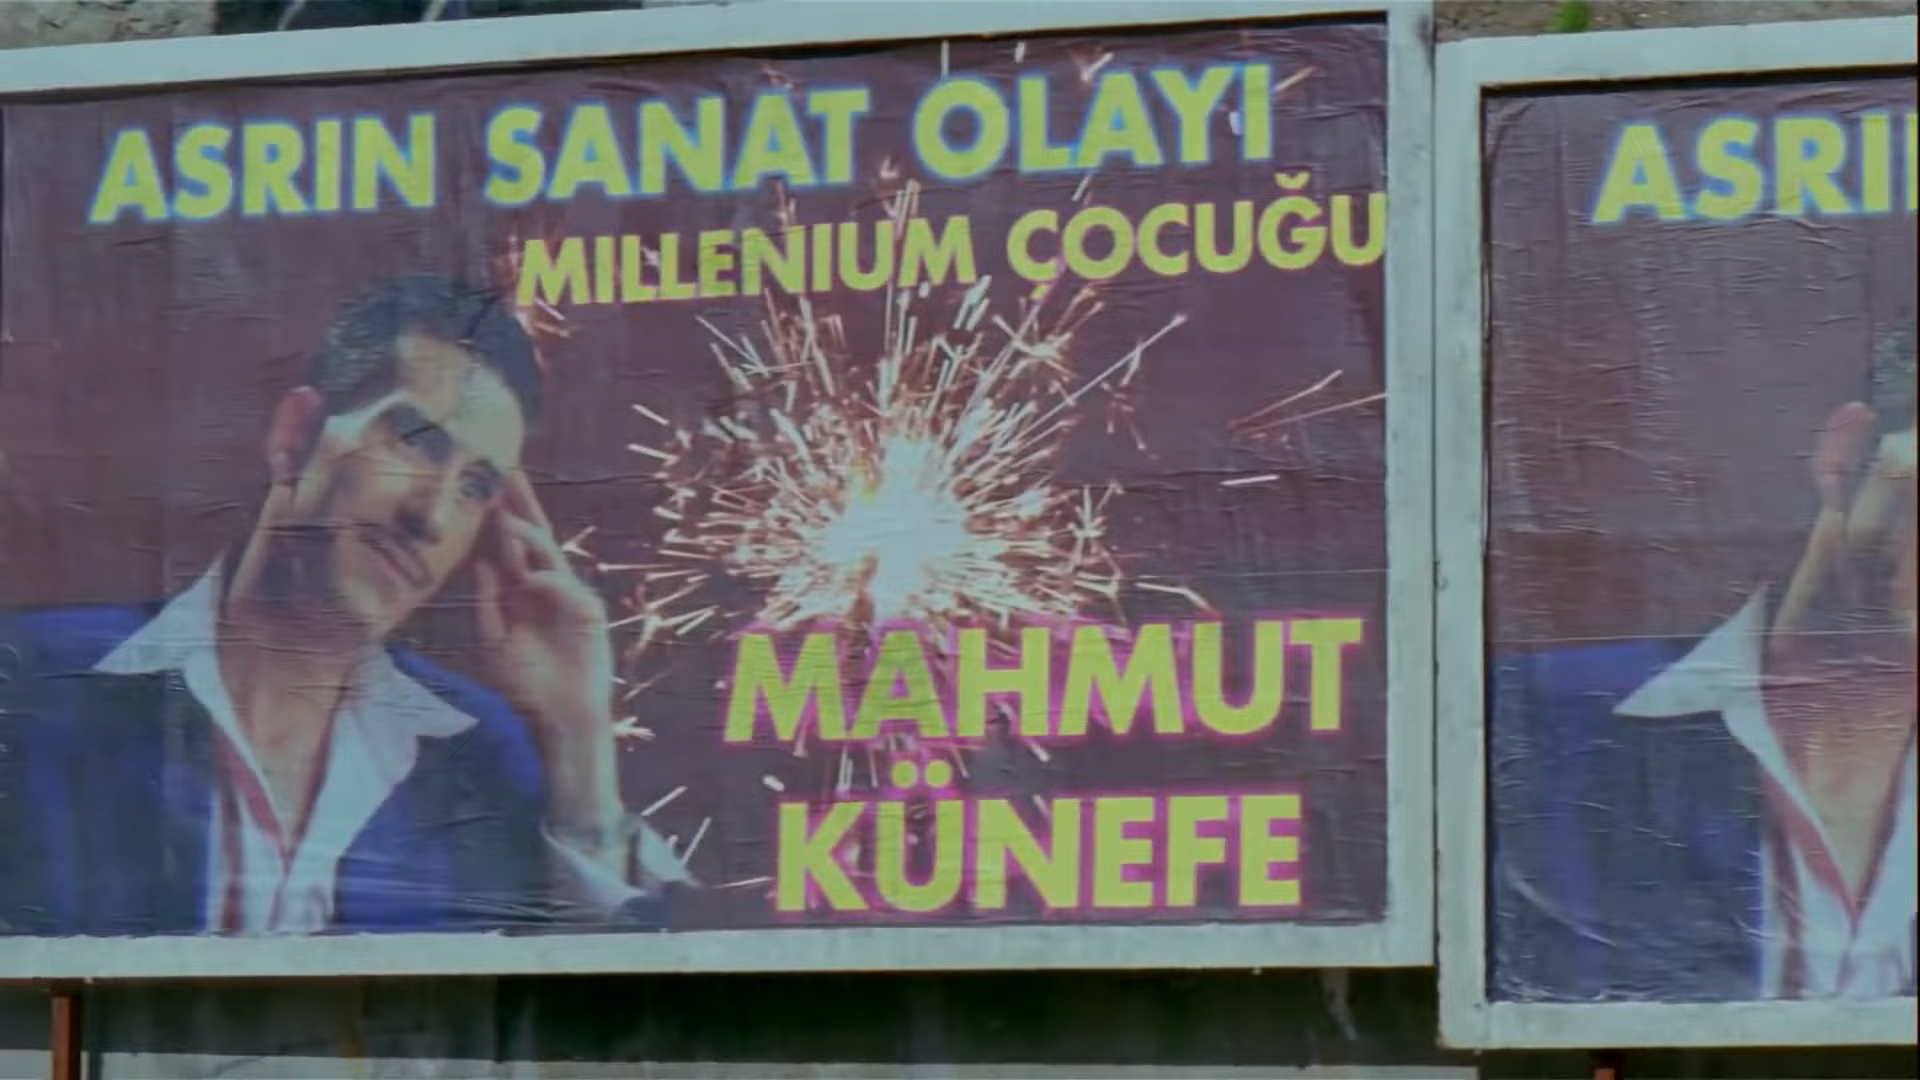 ASRIN SANAT OLAYI
MILLENIUM ÇOCUĞU
MAHMUT
KÜNEFE
ASRI